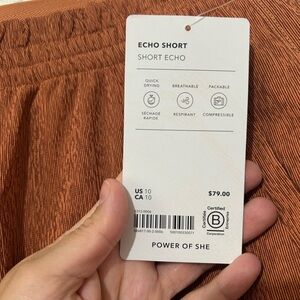 ECHO SHORT
SHORT ECHO
QUICK DRYING
BREATHABLE
PACKABLE
SECHAGE RAPIDE
RESPIRANT
COMPRESSIBLE
US 10
CA 10
$79.00
Certified
B
Corporation
POWER OF SHE